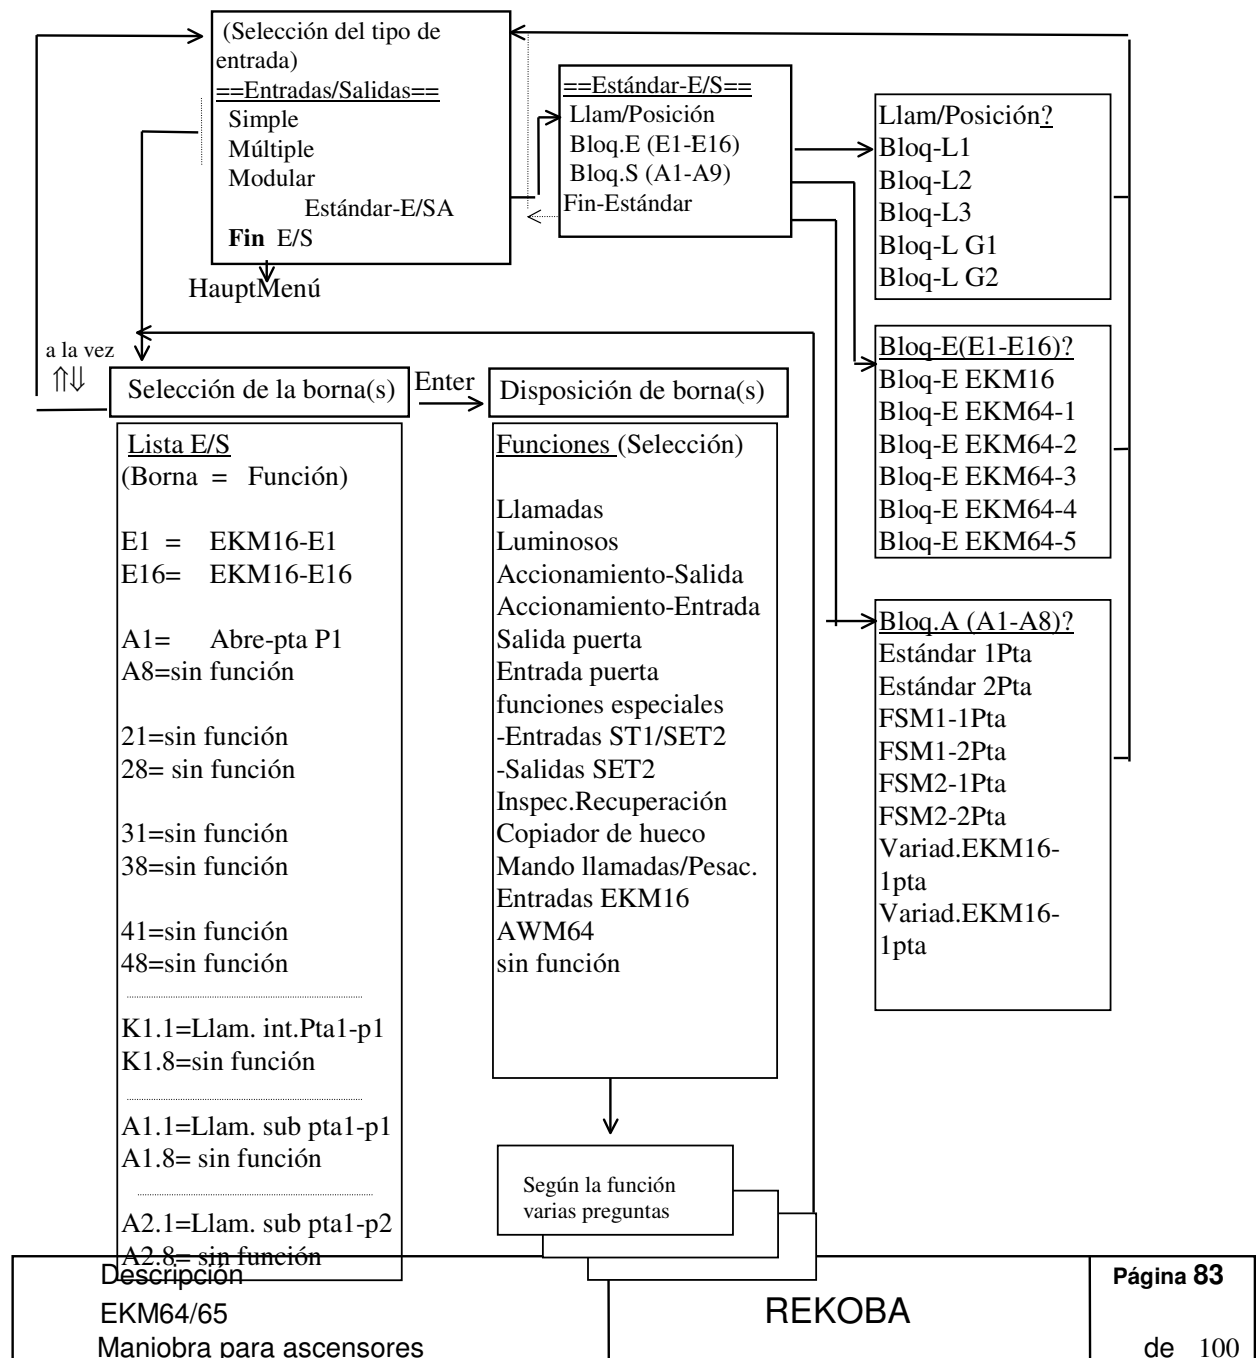 (Selección del tipo de
entrada)
==Entradas/Salidas==
Simple
Múltiple
Modular
Estándar-E/SA
Fin E/S
HauptMenú
==Estándar-E/S==
Llam/Posición
Bloq.E (E1-E16)
Bloq.S (A1-A9)
Fin-Estándar
Llam/Posición?
Bloq-L1
Bloq-L2
Bloq-L3
Bloq-L G1
Bloq-L G2
Bloq-E(E1-E16)?
Bloq-E EKM16
Bloq-E EKM64-1
Bloq-E EKM64-2
Bloq-E EKM64-3
Bloq-E EKM64-4
Bloq-E EKM64-5
Bloq.A (A1-A8)?
Estándar 1Pta
Estándar 2Pta
FSM1-1Pta
FSM1-2Pta
FSM2-1Pta
FSM2-2Pta
Variad.EKM16-
1pta
Variad.EKM16-
1pta
a la vez
⇑⇓
Selección de la borna(s)
Enter
Disposición de borna(s)
Lista E/S
(Borna = Función)
E1 = EKM16-E1
E16= EKM16-E16
A1= Abre-pta P1
A8=sin función
21=sin función
28= sin función
31=sin función
38=sin función
41=sin función
48=sin función
K1.1=Llam. int.Pta1-p1
K1.8=sin función
A1.1=Llam. sub pta1-p1
A1.8= sin función
A2.1=Llam. sub pta1-p2
A2.8= sin función
Funciones (Selección)
Llamadas
Luminosos
Accionamiento-Salida
Accionamiento-Entrada
Salida puerta
Entrada puerta
funciones especiales
-Entradas ST1/SET2
-Salidas SET2
Inspec.Recuperación
Copiador de hueco
Mando llamadas/Pesac.
Entradas EKM16
AWM64
sin función
Según la función
varias preguntas
Descripción
EKM64/65
Maniobra para ascensores
REKOBA
Página 83
de 100